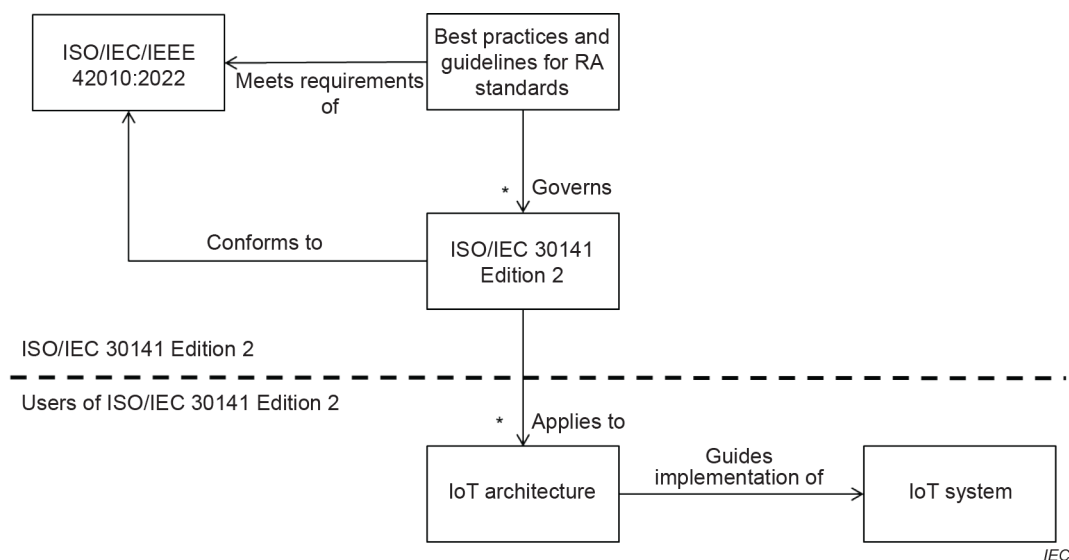 ISO/IEC/IEEE
42010:2022
Best practices and
guidelines for RA
standards
Meets requirements
of
* Governs
Conforms to
ISO/IEC 30141
Edition 2
ISO/IEC 30141 Edition 2
Users of ISO/IEC 30141 Edition 2
* Applies to
IoT architecture
Guides
implementation of
IoT system
IEC